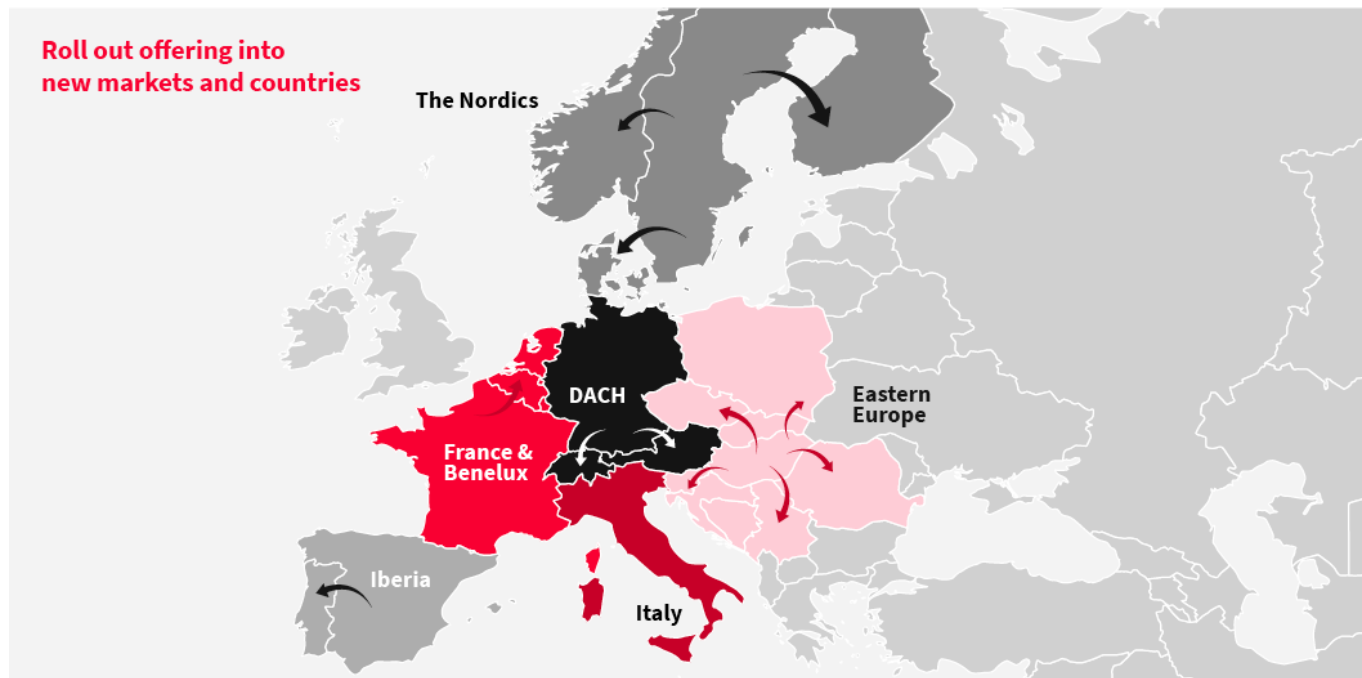 Roll out offering into
new markets and countries
The Nordics
DACH
Eastern
Europe
France &
Benelux
Iberia
Italy